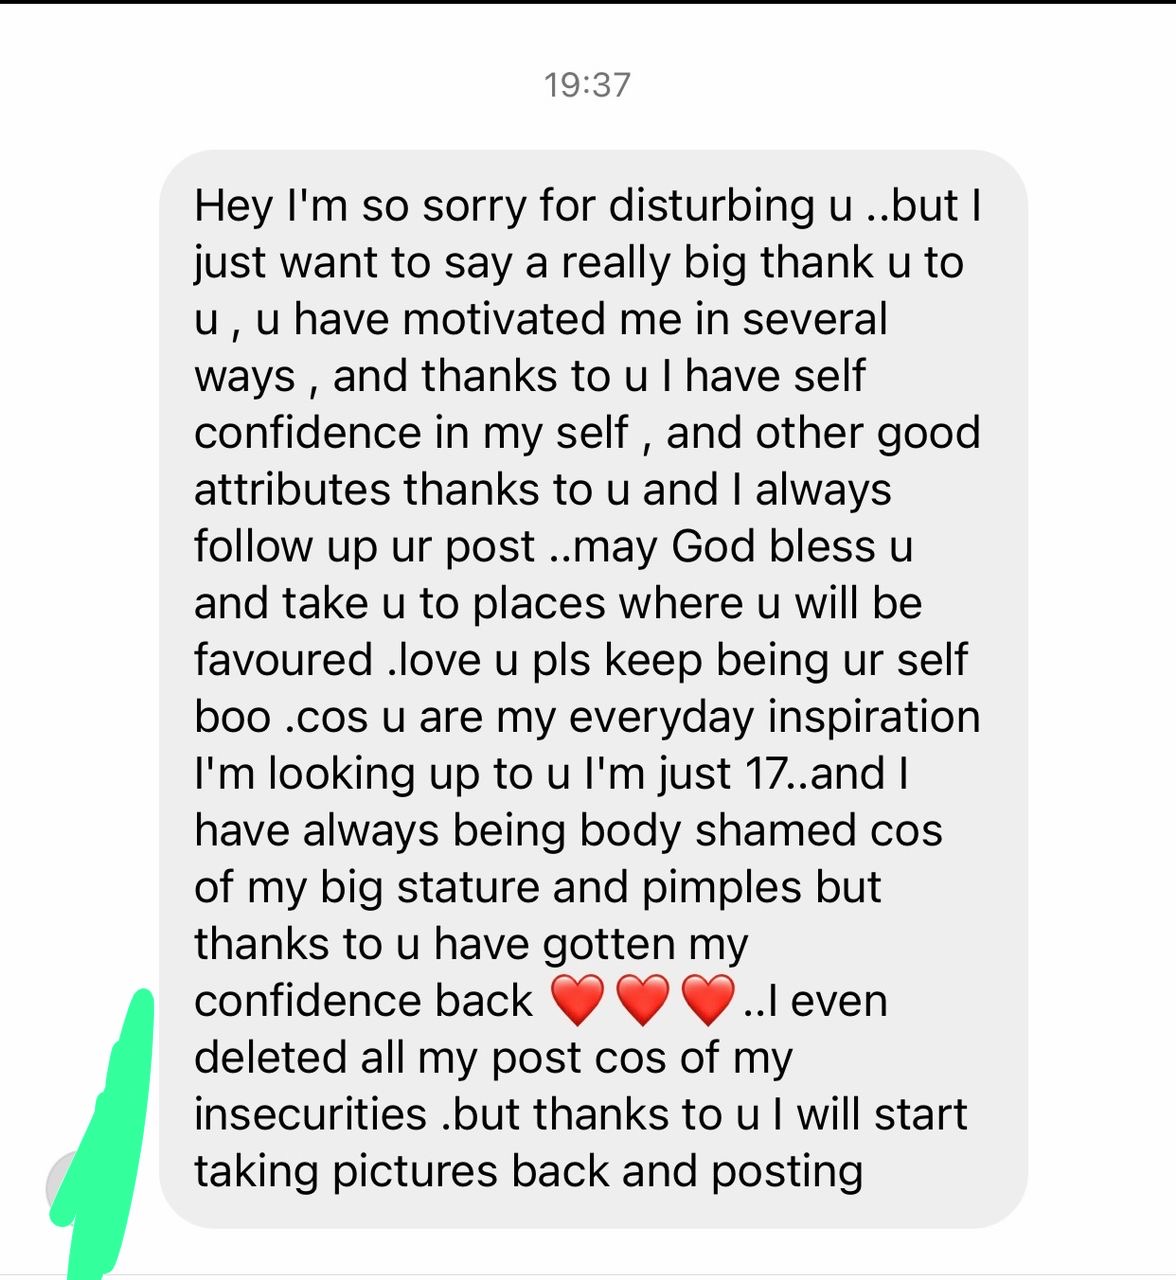 19:37
Hey I'm so sorry for disturbing u ..but I
just want to say a really big thank u to
u , u have motivated me in several
ways , and thanks to u I have self
confidence in my self , and other good
attributes thanks to u and I always
follow up ur post ..may God bless u
and take u to places where u will be
favoured .love u pls keep being ur self
boo .cos u are my everyday inspiration
I'm looking up to u I'm just 17..and I
have always being body shamed cos
of my big stature and pimples but
thanks to u have gotten my
confidence back ❤️❤️❤️..I even
deleted all my post cos of my
insecurities .but thanks to u I will start
taking pictures back and posting